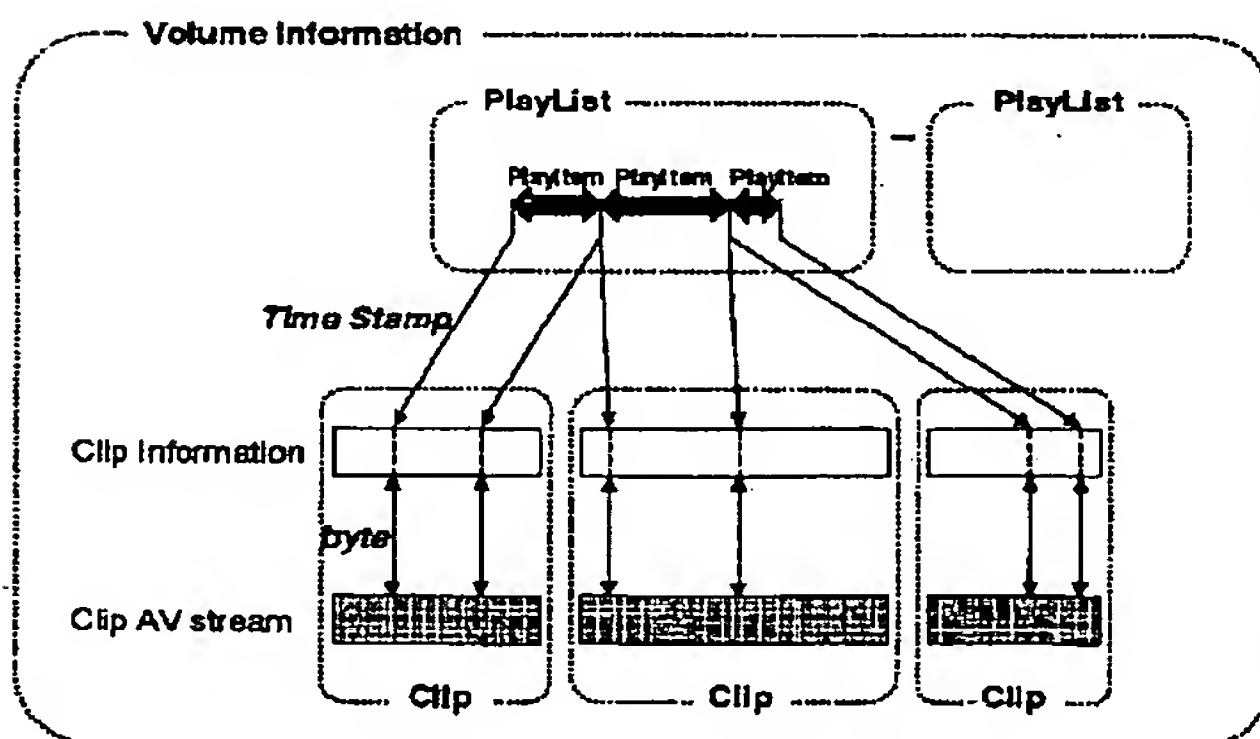 Volume Information
PlayList PlayList
PlayItem PlayItem PlayItem
Time Stamp
Clip Information
byte
Clip AV stream
Clip Clip Clip